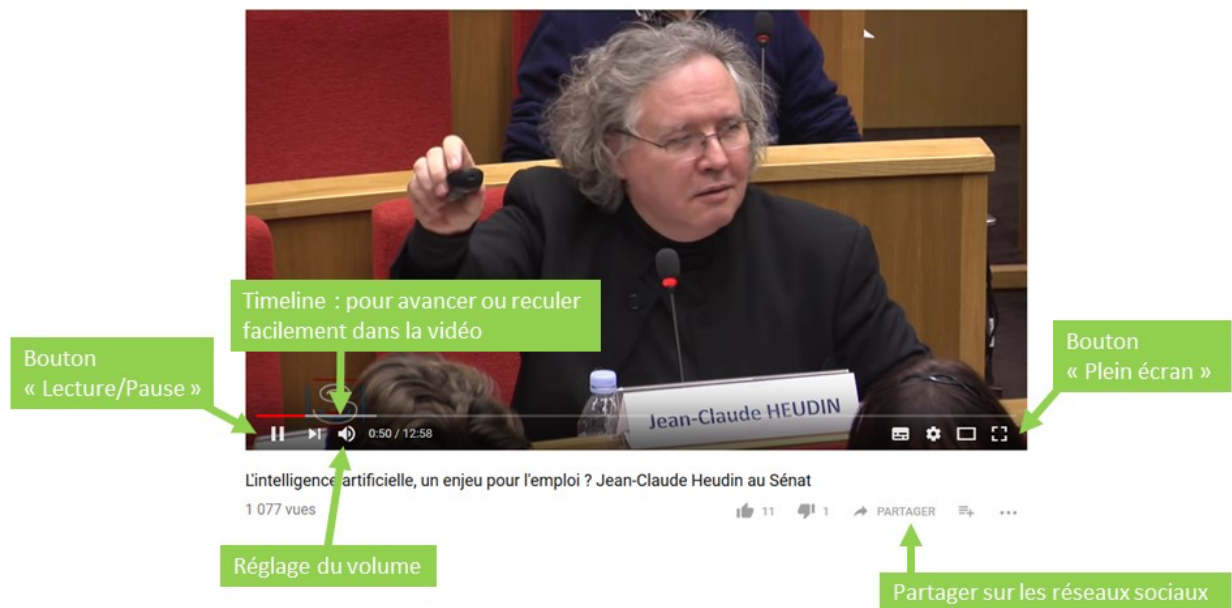 Timeline : pour avancer ou reculer
facilement dans la vidéo
Bouton
« Lecture/Pause »
Bouton
« Plein écran »
Jean-Claude HEUDIN
0:50 / 12:58
L'intelligence artificielle, un enjeu pour l'emploi ? Jean-Claude Heudin au Sénat
1 077 vues
11
1
PARTAGER
Réglage du volume
Partager sur les réseaux sociaux